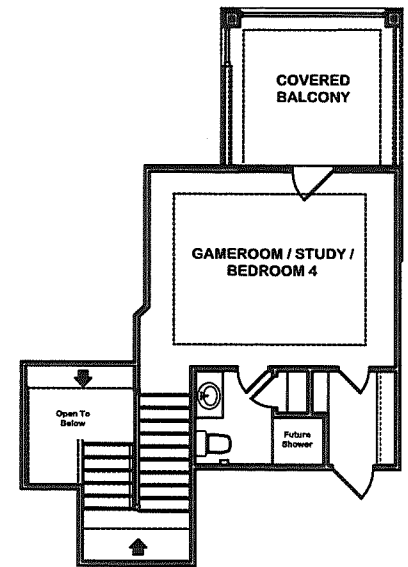 COVERED
BALCONY
GAMEROOM / STUDY /
BEDROOM 4
Open To
Below
Future
Shower